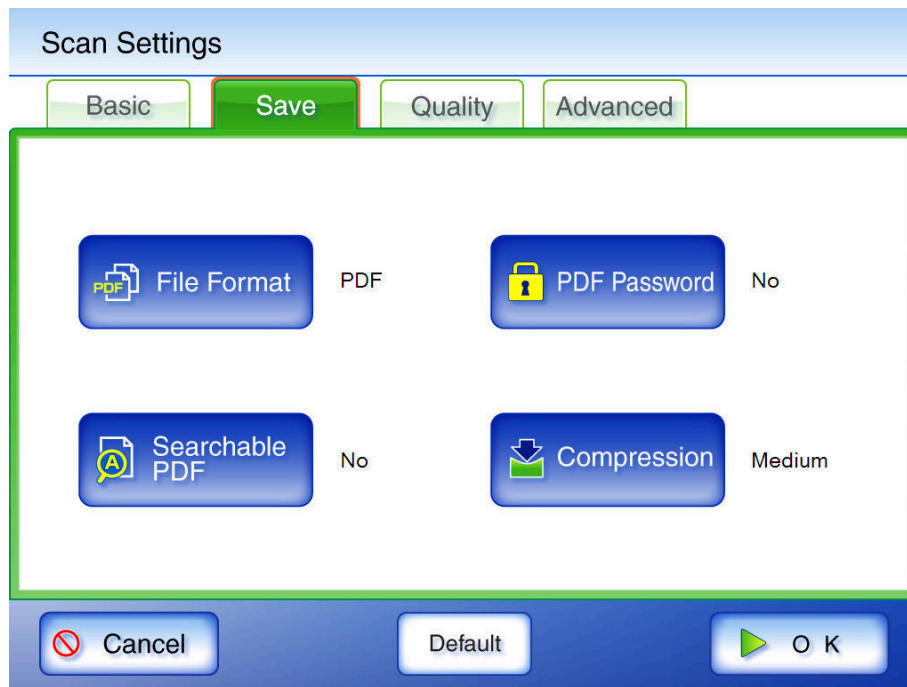 Scan Settings
Basic Save Quality Advanced
PDF File Format PDF PDF Password No
A Searchable PDF No Compression Medium
Cancel Default O K